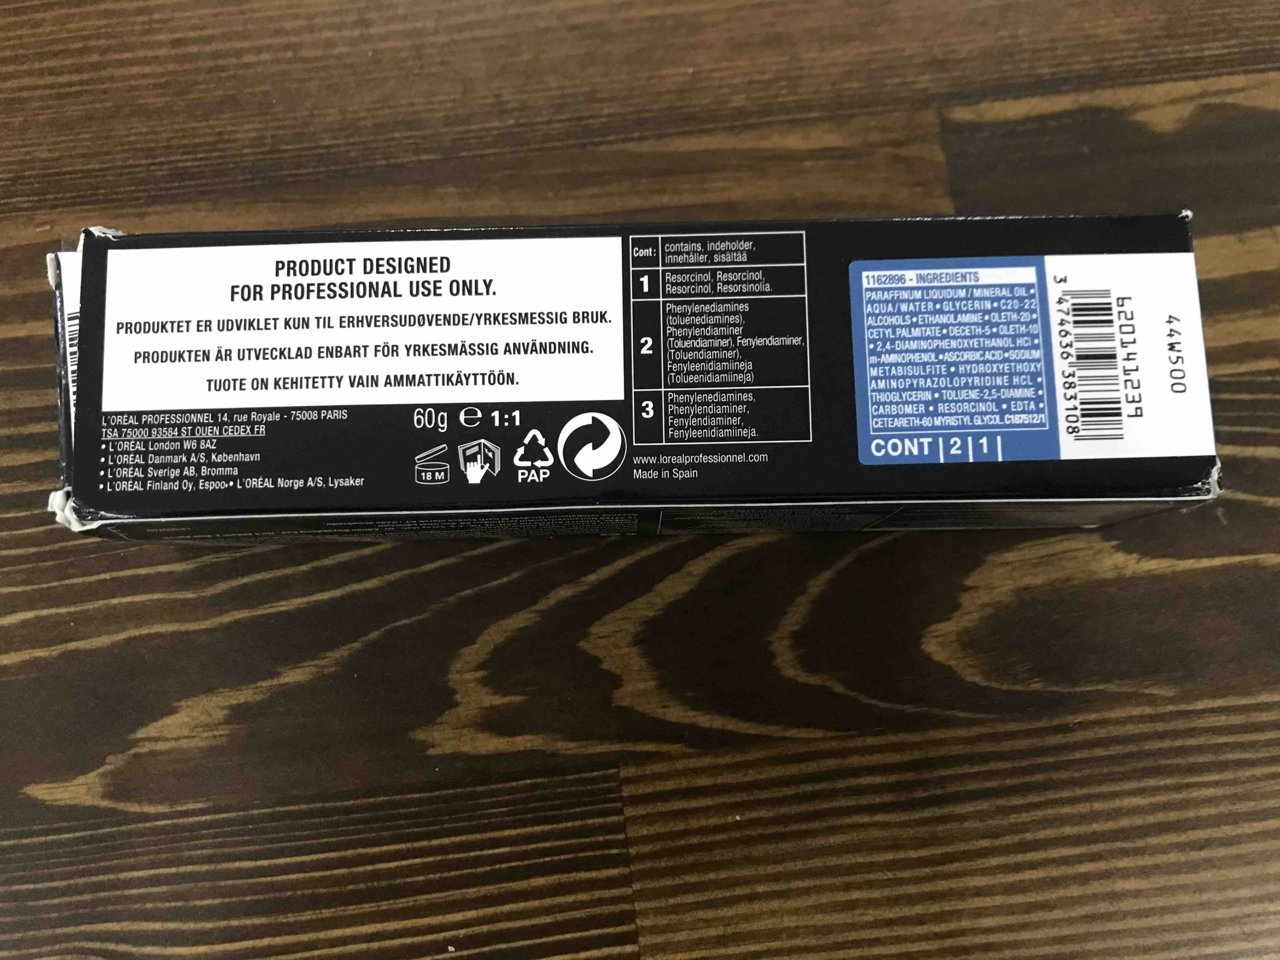 PRODUCT DESIGNED
FOR PROFESSIONAL USE ONLY.
PRODUKTET ER UDVIKLET KUN TIL ERHVERSUDØVENDE/YRKESMESSIG BRUK.
PRODUKTEN ÄR UTVECKLAD ENBART FÖR YRKESMÄSSIG ANVÄNDNING.
TUOTE ON KEHITETTY VAIN AMMATTIKÄYTTÖÖN.
L'ORÉAL PROFESSIONNEL 14, rue Royale - 75008 PARIS
TSA 75000 93584 ST OUEN CEDEX FR
• L'ORÉAL London W6 8AZ
• L'ORÉAL Danmark A/S, København
• L'ORÉAL Sverige AB, Bromma
• L'ORÉAL Finland Oy, Espoo • L'ORÉAL Norge A/S, Lysaker
60g ℮ 1:1
18 M
PAP
Cont: contains, indeholder,
innehåller, sisältää
1 Resorcinol, Resorcinol,
Resorcinol, Resorsinolia.
2 Phenylenediamines
(toluenediamines),
Phenylendiaminer
(Toluendiaminer), Fenylendiaminer,
(Toluendiaminer),
Fenyleenidiamiineja
(Tolueenidiamiineja)
3 Phenylenediamines,
Phenylendiaminer,
Fenylendiaminer,
Fenyleenidiamiineja.
www.lorealprofessionnel.com
Made in Spain
1162896 - INGREDIENTS
PARAFFINUM LIQUIDUM / MINERAL OIL •
AQUA / WATER • GLYCERIN • C20-22
ALCOHOLS • ETHANOLAMINE • OLETH-20 •
CETYL PALMITATE • DECETH-5 • OLETH-10
• 2,4-DIAMINOPHENOXYETHANOL HCl •
m-AMINOPHENOL • ASCORBIC ACID • SODIUM
METABISULFITE • HYDROXYETHOXY
AMINOPYRAZOLOPYRIDINE HCL •
THIOGLYCERIN • TOLUENE-2,5-DIAMINE •
CARBOMER • RESORCINOL • EDTA •
CETEARETH-60 MYRISTYL GLYCOL. C187512/1
CONT | 2 | 1 |
3 474636 383108
620141239
44W500